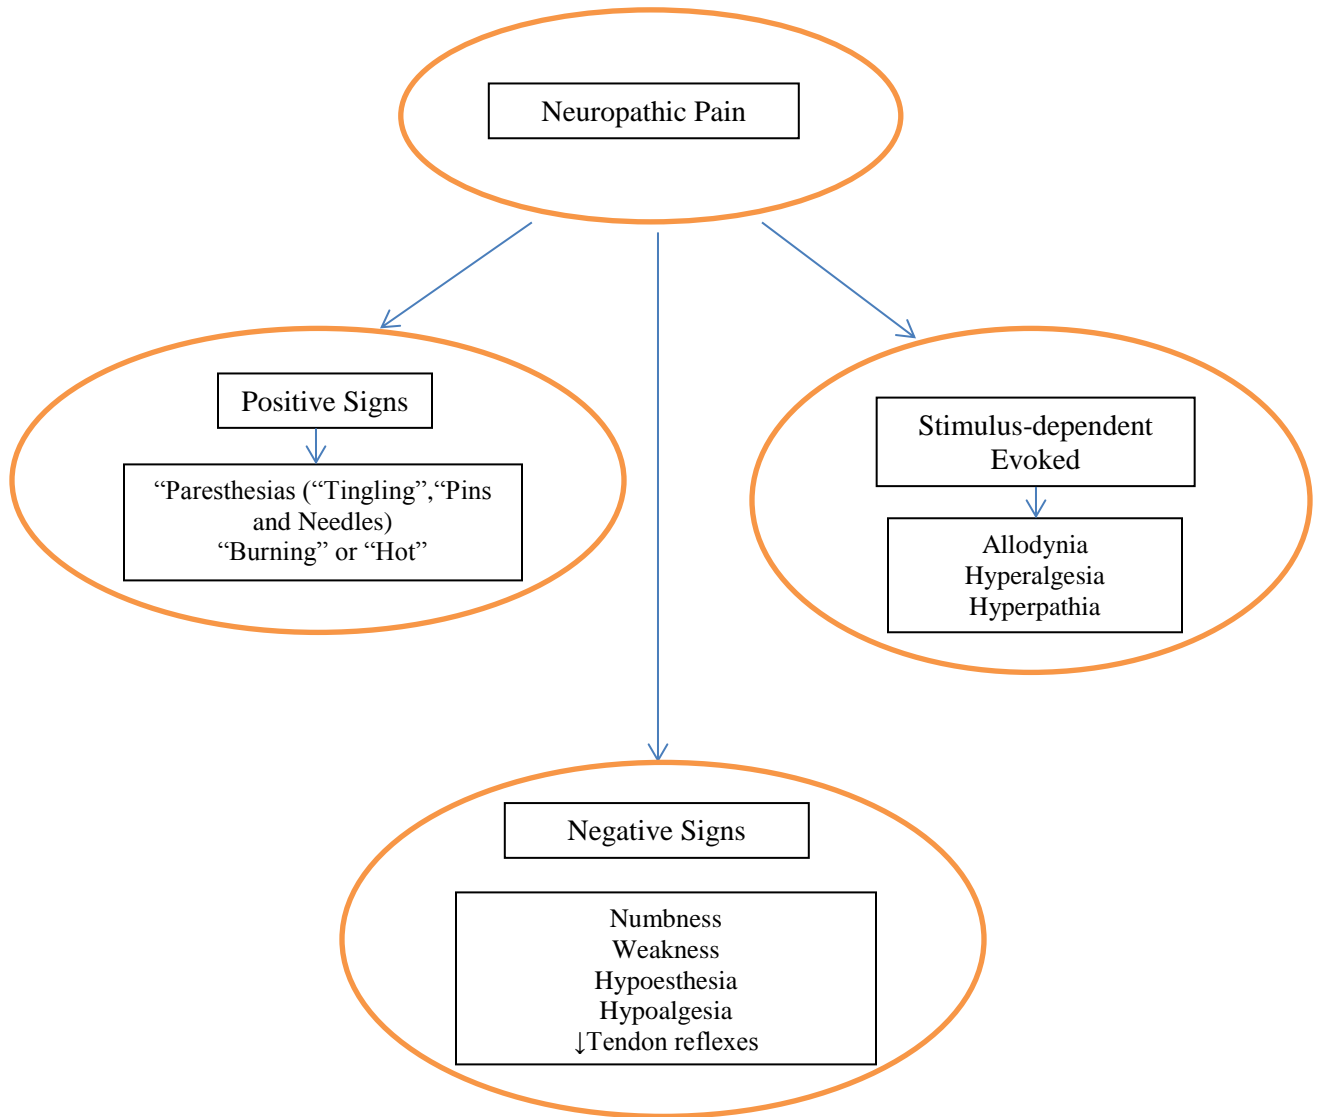 Neuropathic Pain
Positive Signs
“Paresthesias (“Tingling”,“Pins
and Needles)
“Burning” or “Hot”
Stimulus-dependent
Evoked
Allodynia
Hyperalgesia
Hyperpathia
Negative Signs
Numbness
Weakness
Hypoesthesia
Hypoalgesia
↓Tendon reflexes